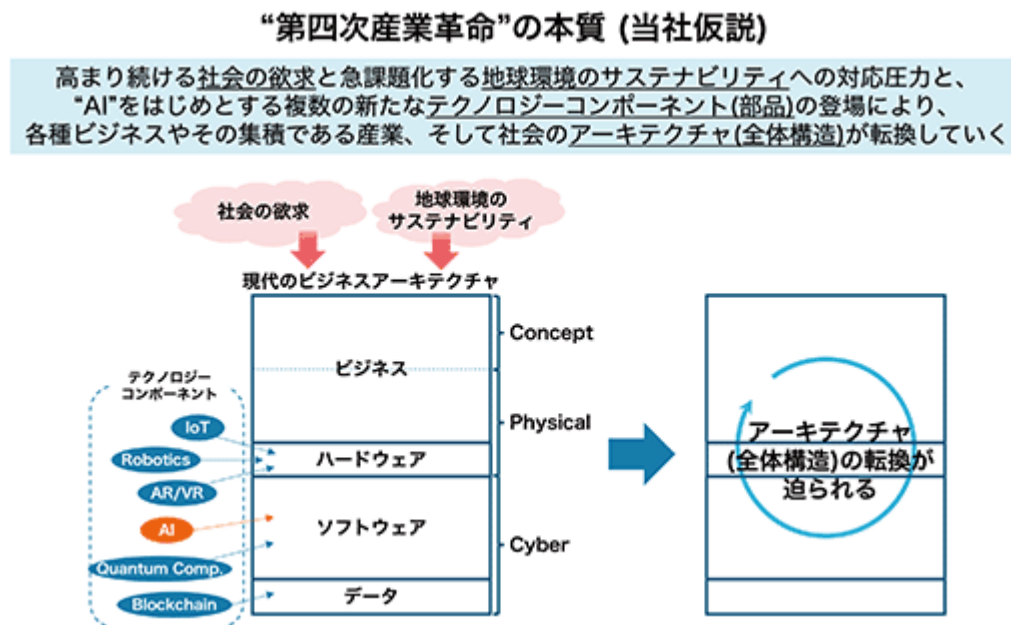 “第四次産業革命”の本質 (当社仮説)
高まり続ける社会の欲求と急課題化する地球環境のサステナビリティへの対応圧力と、
“AI”をはじめとする複数の新たなテクノロジーコンポーネント(部品)の登場により、
各種ビジネスやその集積である産業、そして社会のアーキテクチャ(全体構造)が転換していく
社会の欲求
地球環境の
サステナビリティ
現代のビジネスアーキテクチャ
ビジネス
ハードウェア
ソフトウェア
データ
Concept
Physical
Cyber
テクノロジー
コンポーネント
IoT
Robotics
AR/VR
AI
Quantum Comp.
Blockchain
アーキテクチャ
(全体構造)の転換が
迫られる